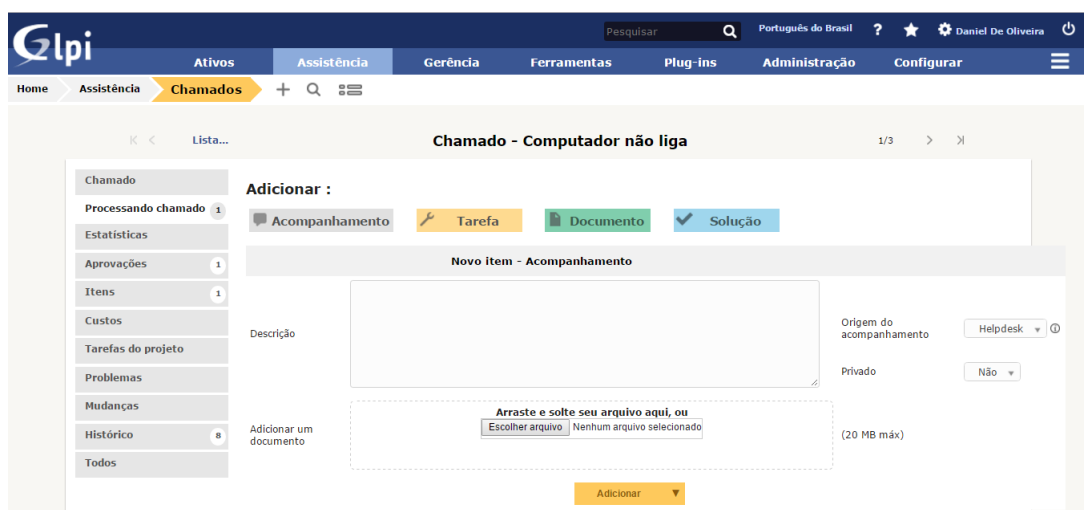 Glpi
Pesquisar
Português do Brasil ? Daniel De Oliveira
Ativos Assistência Gerência Ferramentas Plug-ins Administração Configurar
Home Assistência Chamados
Lista... Chamado - Computador não liga 1/3
Chamado
Processando chamado 1
Estatísticas
Aprovações 1
Itens 1
Custos
Tarefas do projeto
Problemas
Mudanças
Histórico 8
Todos
Adicionar :
Acompanhamento Tarefa Documento Solução
Novo item - Acompanhamento
Descrição
Origem do
acompanhamento
Helpdesk
Privado Não
Adicionar um
documento
Arraste e solte seu arquivo aqui, ou
Escolher arquivo Nenhum arquivo selecionado
(20 MB máx)
Adicionar